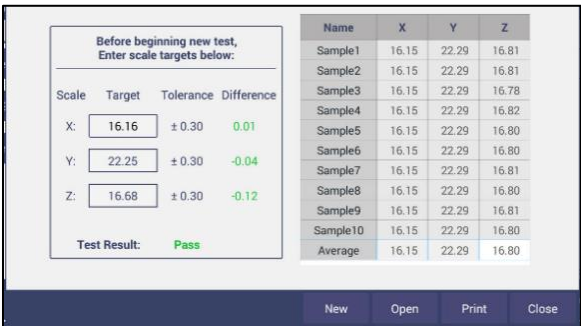 Before beginning new test,
Enter scale targets below:
Scale Target Tolerance Difference
X: 16.16 ± 0.30 0.01
Y: 22.25 ± 0.30 -0.04
Z: 16.68 ± 0.30 -0.12
Test Result: Pass
Name X Y Z
Sample1 16.15 22.29 16.81
Sample2 16.15 22.29 16.81
Sample3 16.15 22.29 16.78
Sample4 16.15 22.29 16.82
Sample5 16.15 22.29 16.80
Sample6 16.15 22.29 16.80
Sample7 16.15 22.29 16.81
Sample8 16.15 22.29 16.80
Sample9 16.15 22.29 16.81
Sample10 16.15 22.29 16.80
Average 16.15 22.29 16.80
New Open Print Close